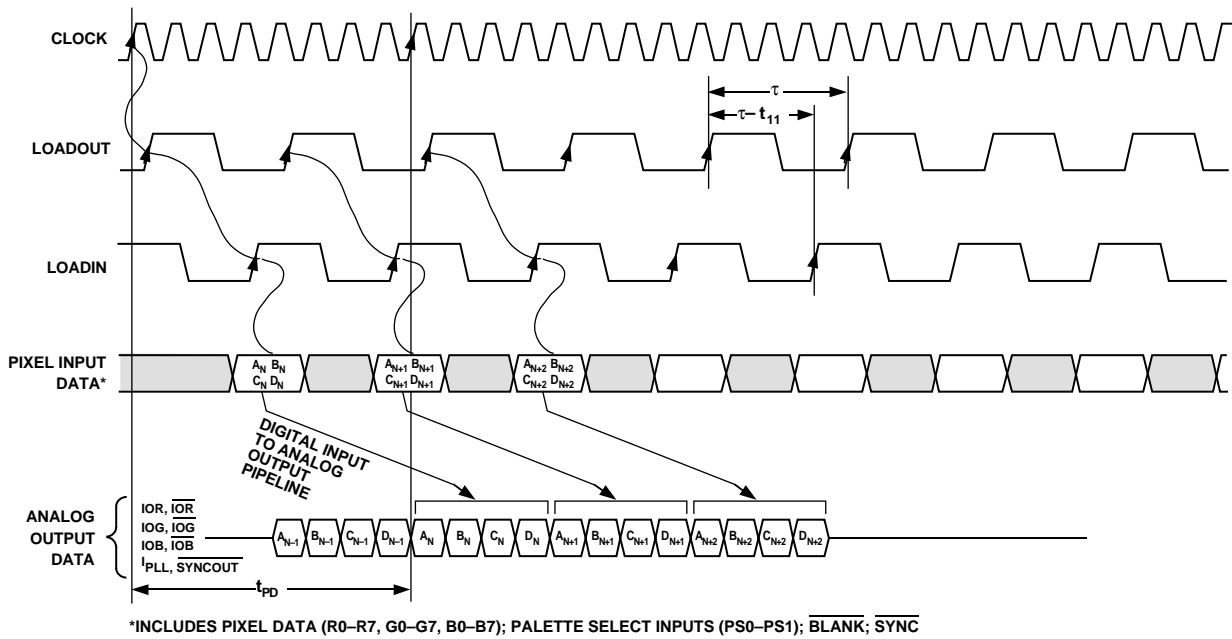 CLOCK
τ
τ– t11
LOADOUT
LOADIN
PIXEL INPUT
DATA*
AN BN
CN DN
AN+1 BN+1
CN+1 DN+1
AN+2 BN+2
CN+2 DN+2
DIGITAL INPUT
TO ANALOG
OUTPUT
PIPELINE
ANALOG
OUTPUT
DATA
IOR, IOR
IOG, IOG
IOB, IOB
IPLL, SYNCOUT
AN–1 BN–1 CN–1 DN–1 AN BN CN DN AN+1 BN+1 CN+1 DN+1 AN+2 BN+2 CN+2 DN+2
tPD
*INCLUDES PIXEL DATA (R0–R7, G0–G7, B0–B7); PALETTE SELECT INPUTS (PS0–PS1); BLANK; SYNC